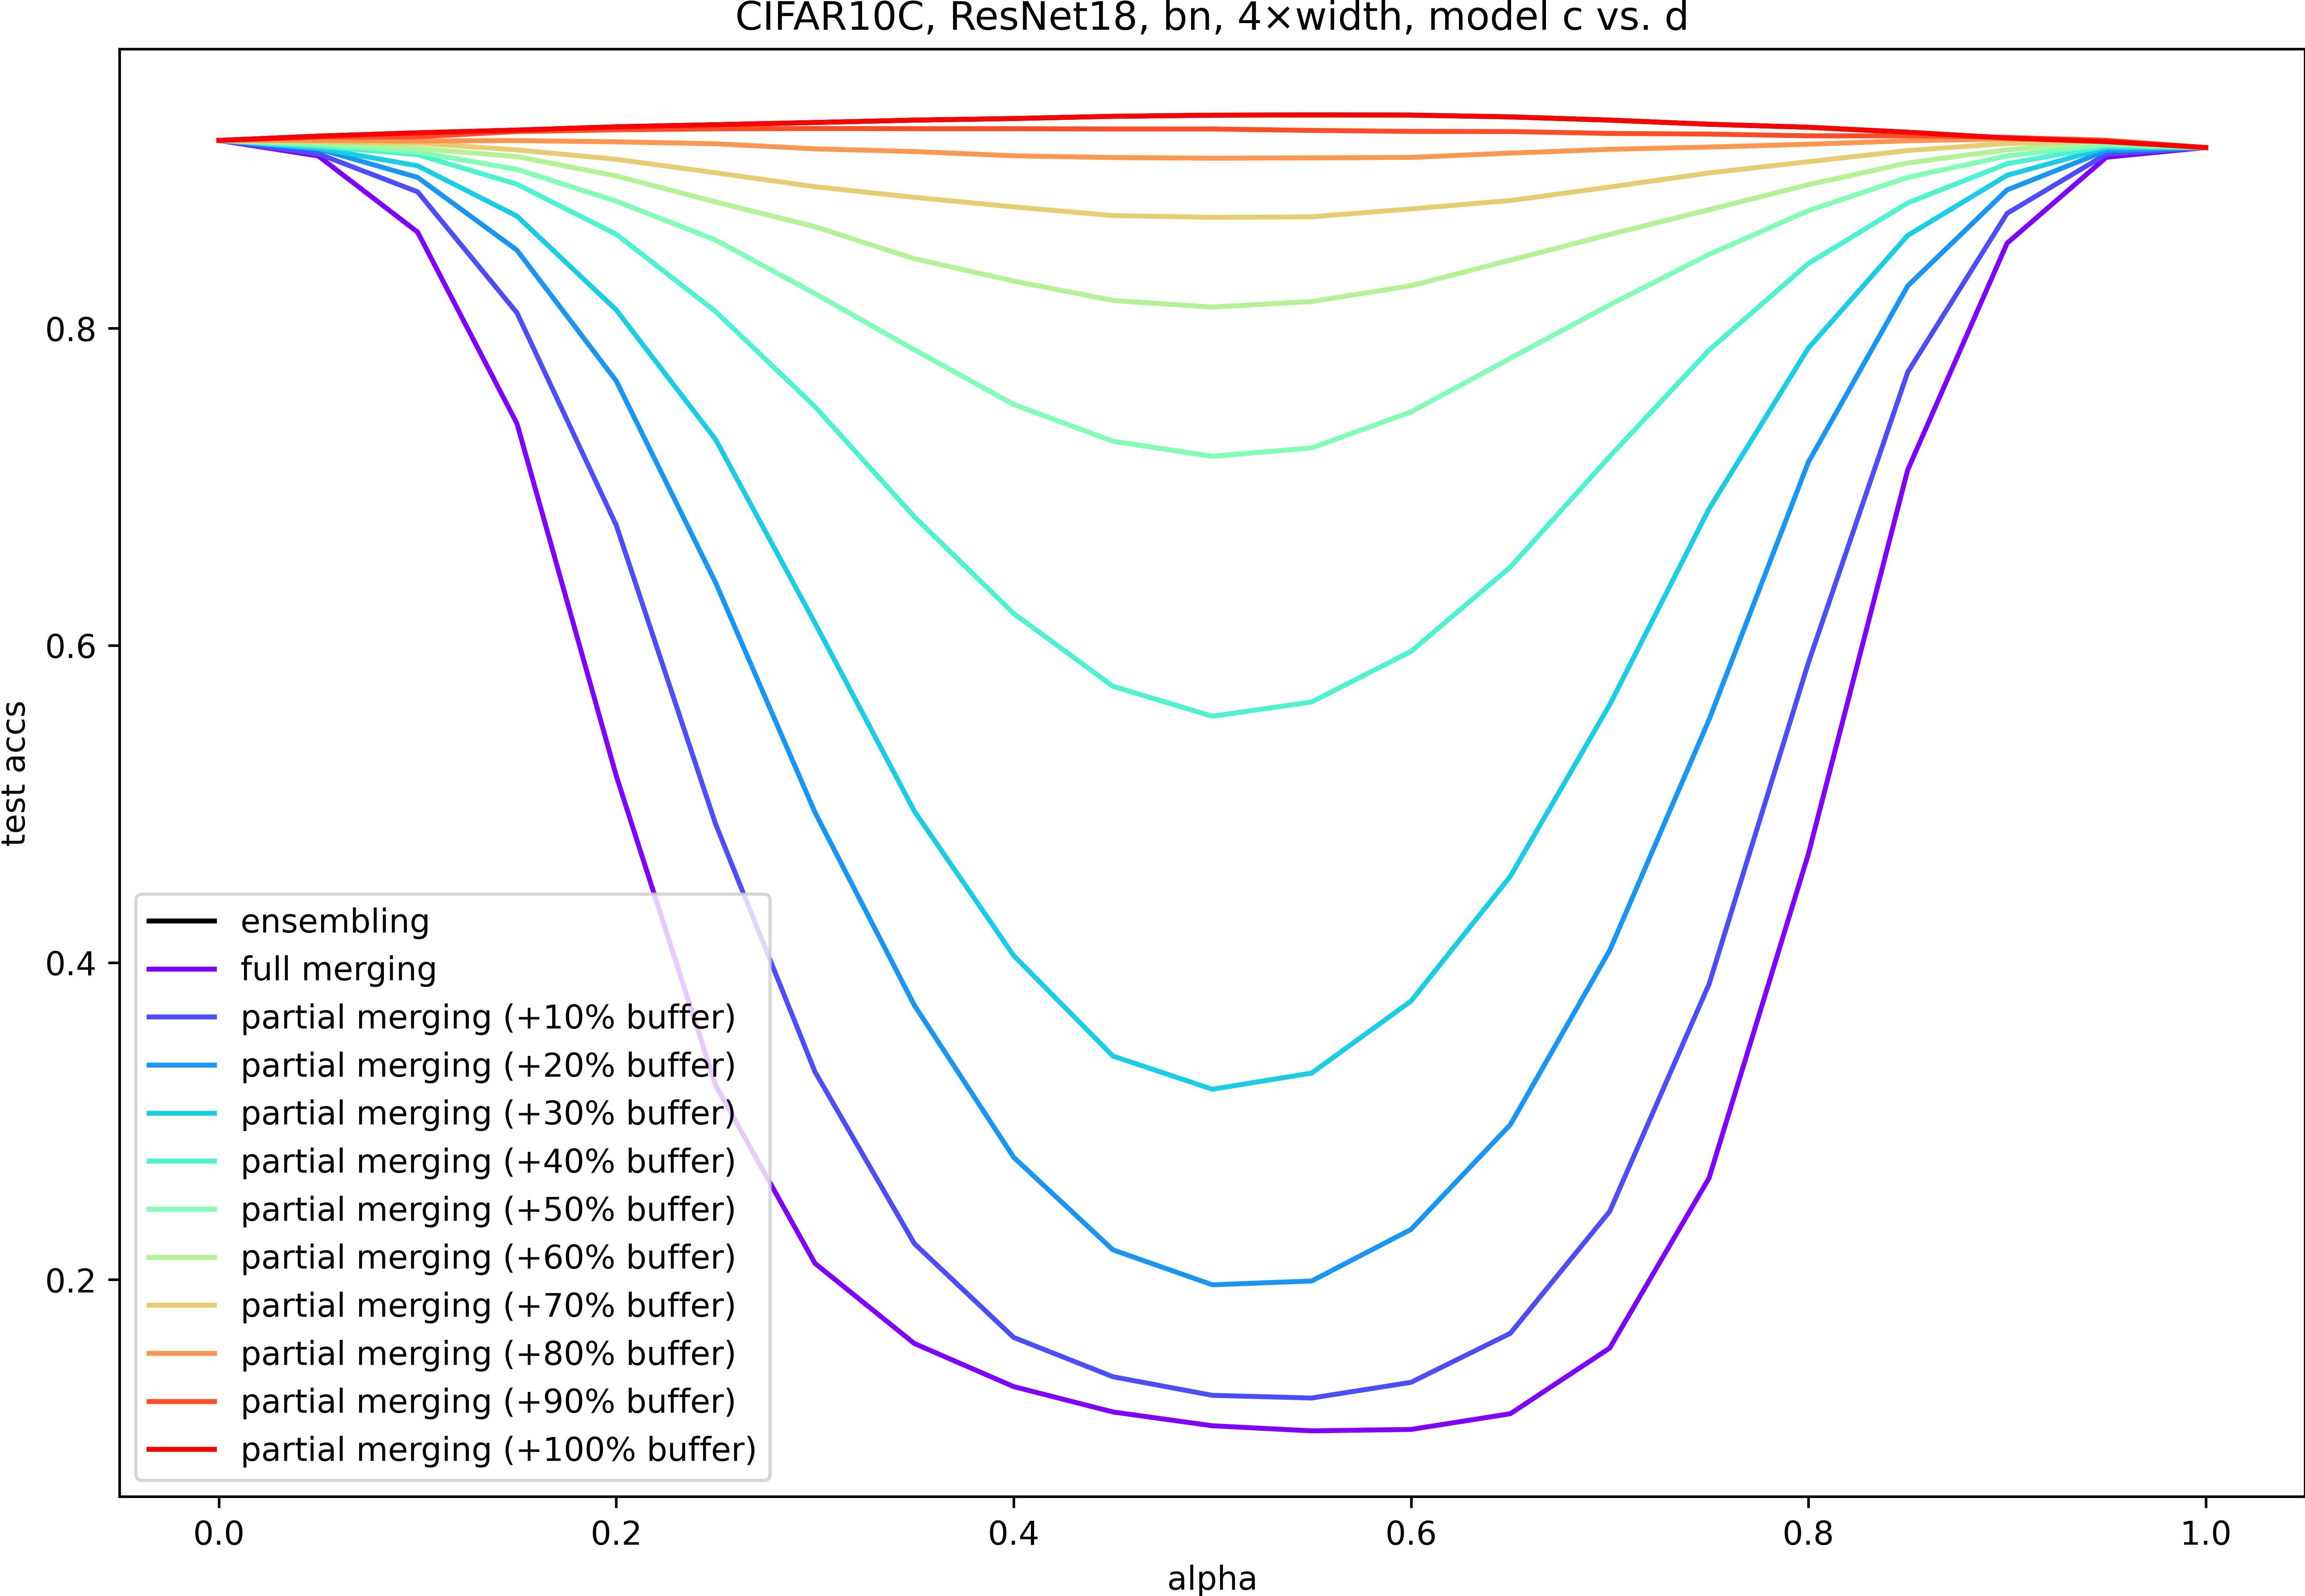 CIFAR10C, ResNet18, bn, 4×width, model c vs. d
test accs
0.8
0.6
0.4
0.2
ensembling
full merging
partial merging (+10% buffer)
partial merging (+20% buffer)
partial merging (+30% buffer)
partial merging (+40% buffer)
partial merging (+50% buffer)
partial merging (+60% buffer)
partial merging (+70% buffer)
partial merging (+80% buffer)
partial merging (+90% buffer)
partial merging (+100% buffer)
0.0 0.2 0.4 0.6 0.8 1.0
alpha